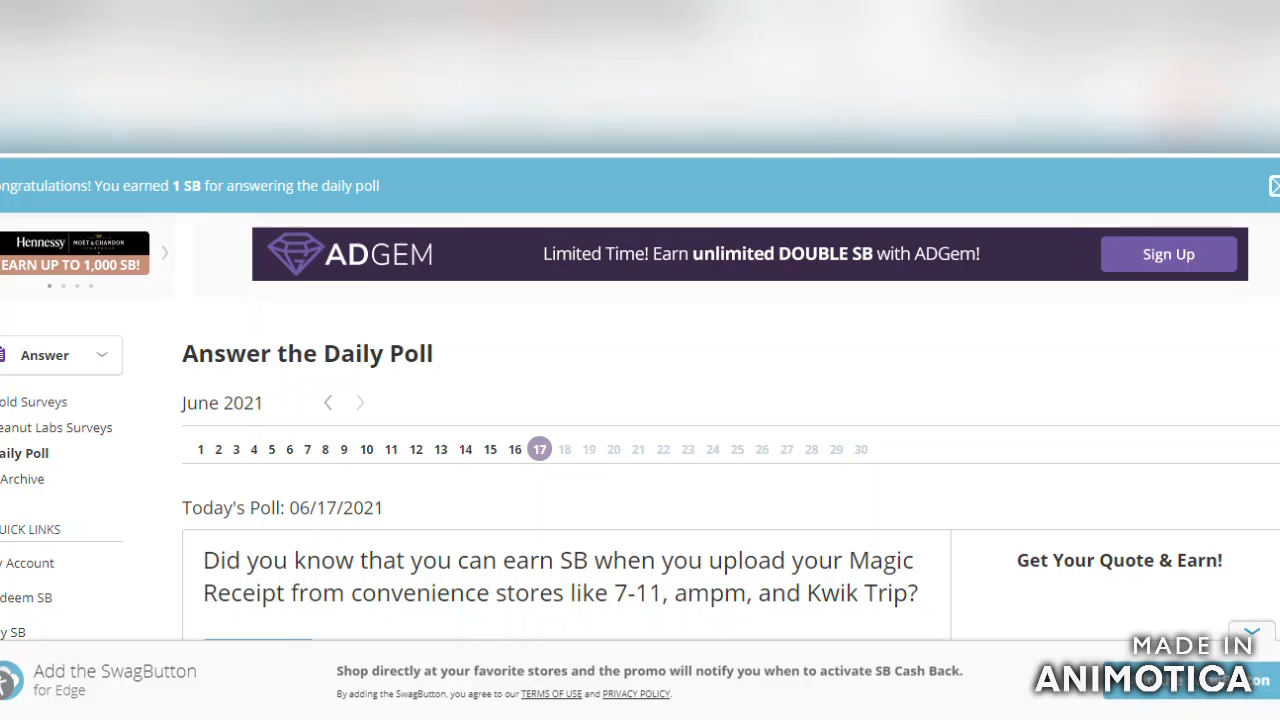 ongratulations! You earned 1 SB for answering the daily poll
Hennessy MOËT & CHANDON
EARN UP TO 1,000 SB!
ADGEM
Limited Time! Earn unlimited DOUBLE SB with ADGem!
Sign Up
Answer
Answer the Daily Poll
June 2021
old Surveys
eanut Labs Surveys
aily Poll
Archive
1 2 3 4 5 6 7 8 9 10 11 12 13 14 15 16 17 18 19 20 21 22 23 24 25 26 27 28 29 30
Today's Poll: 06/17/2021
UICK LINKS
y Account
deem SB
y SB
Did you know that you can earn SB when you upload your Magic
Receipt from convenience stores like 7-11, ampm, and Kwik Trip?
Get Your Quote & Earn!
Add the SwagButton
for Edge
Shop directly at your favorite stores and the promo will notify you when to activate SB Cash Back.
By adding the SwagButton, you agree to our TERMS OF USE and PRIVACY POLICY.
MADE IN
ANIMOTICA